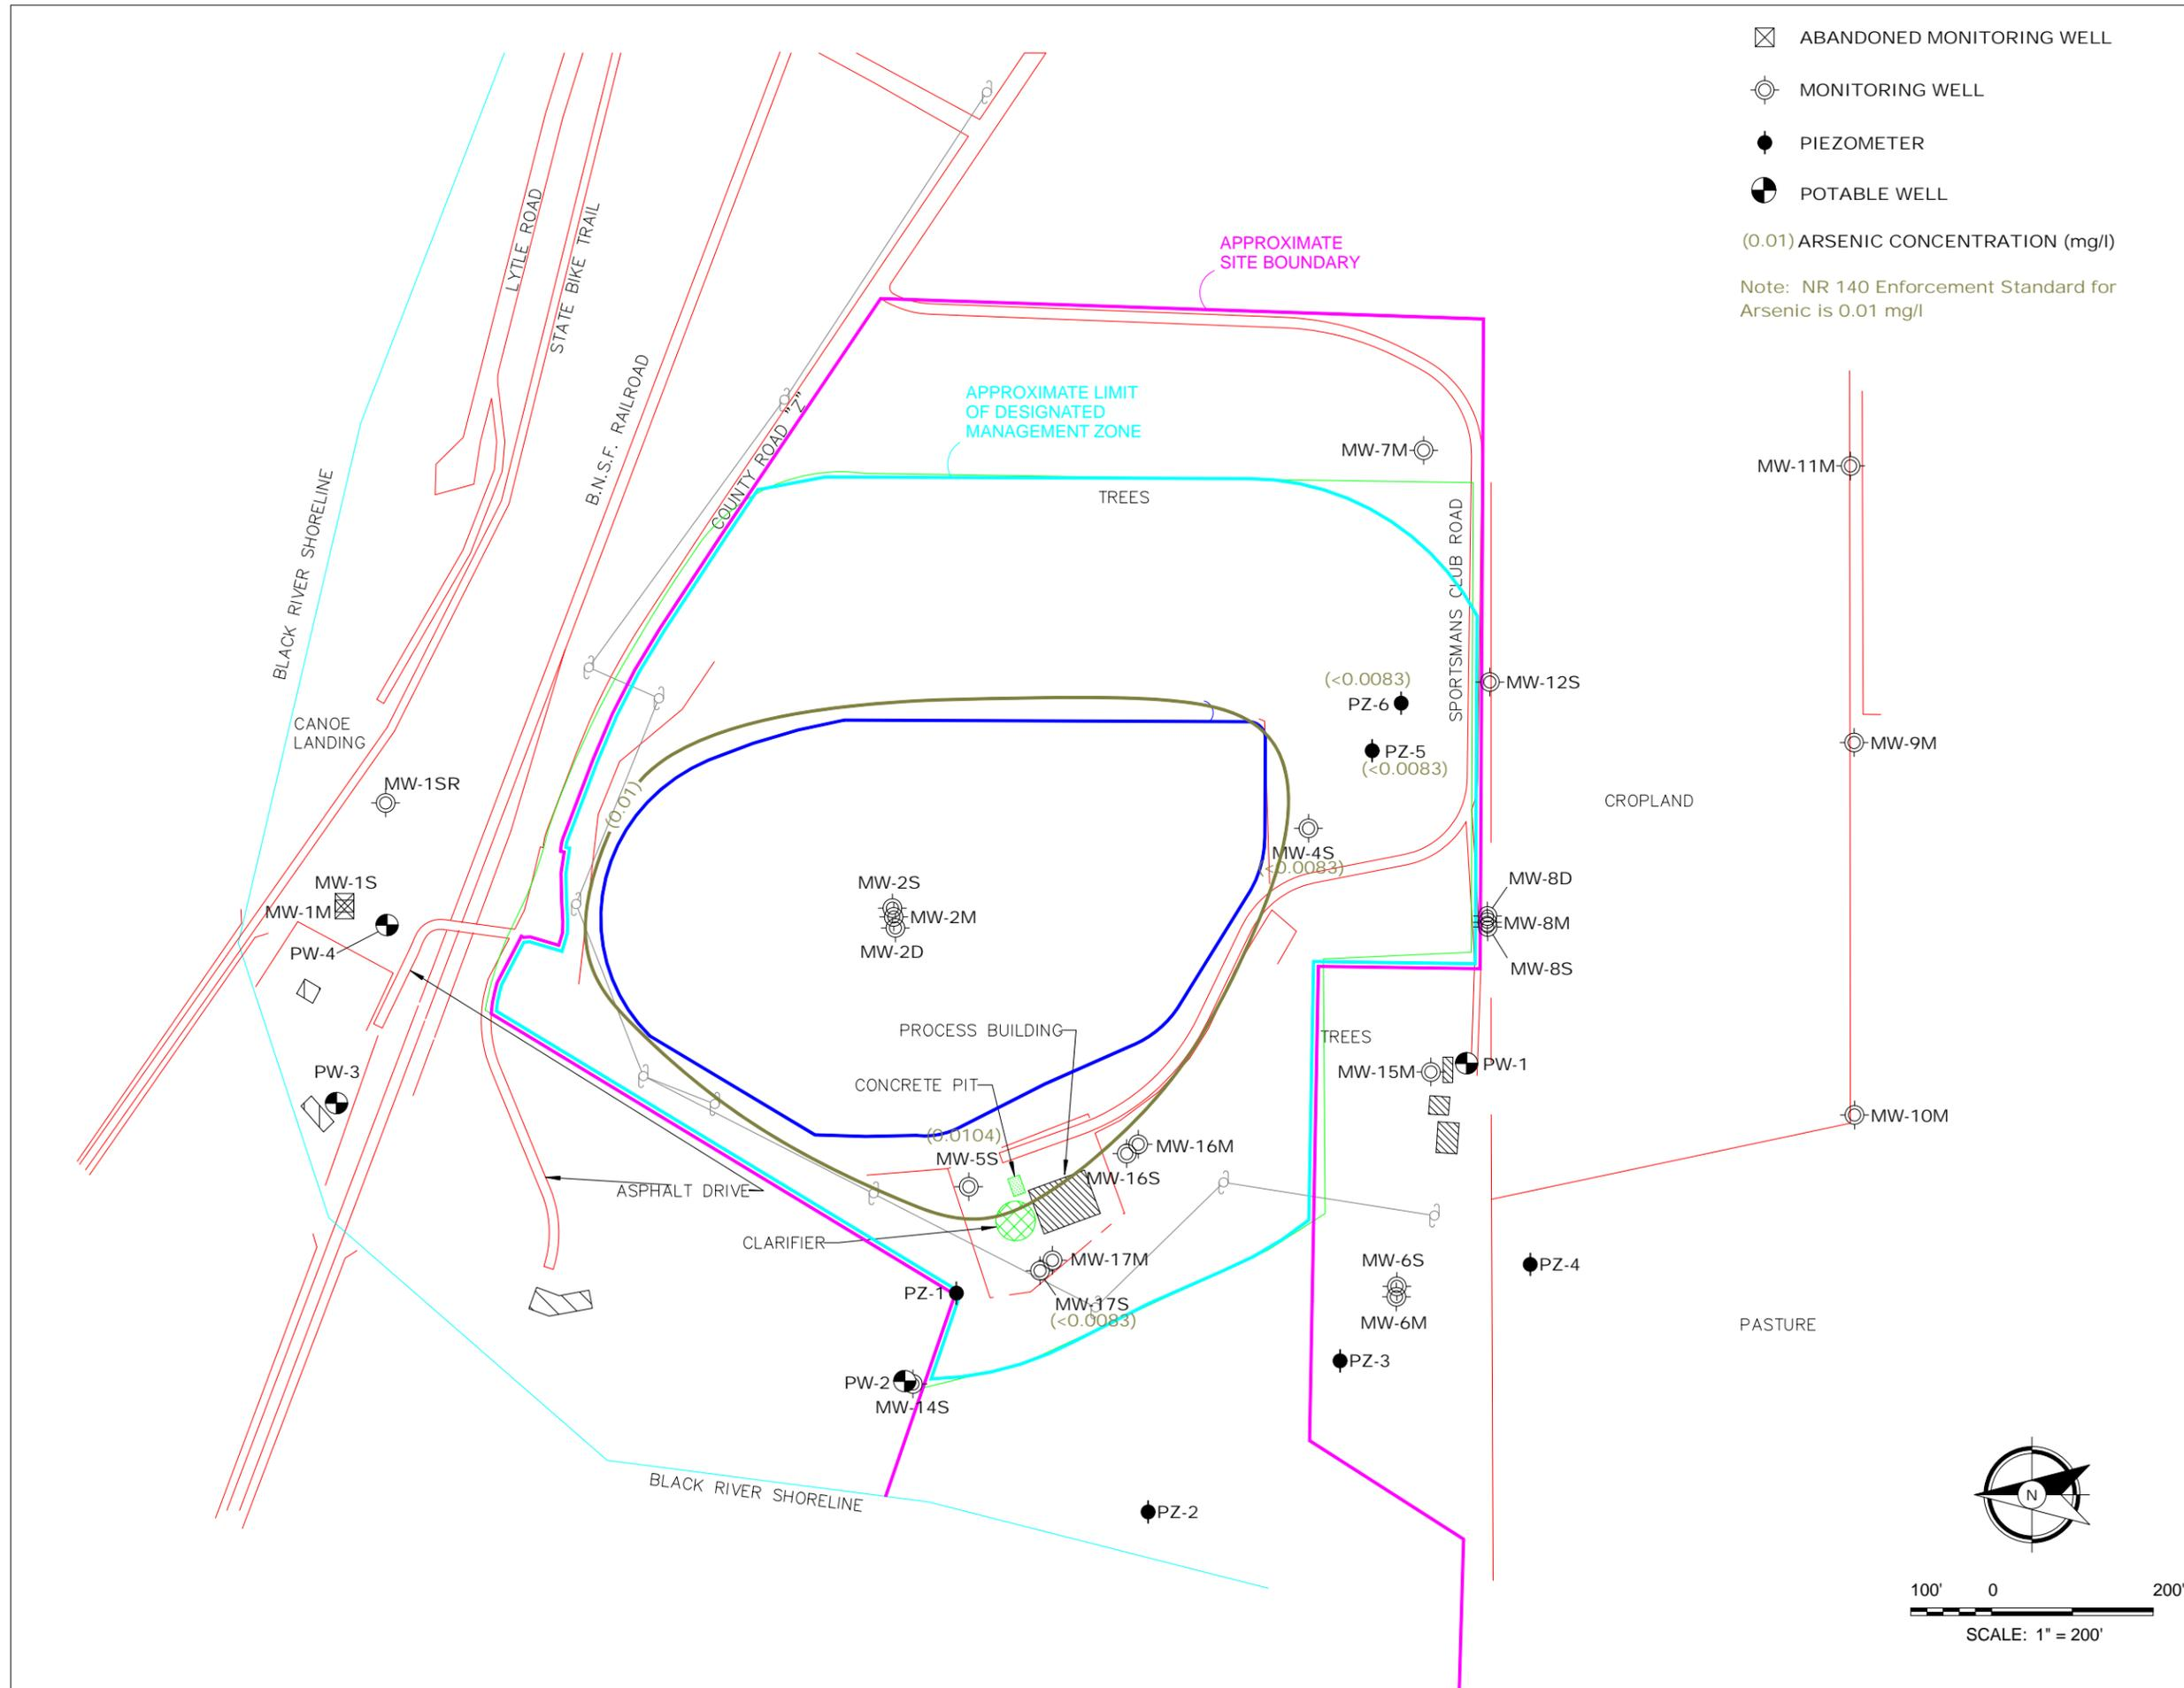 ABANDONED MONITORING WELL
MONITORING WELL
PIEZOMETER
POTABLE WELL
(0.01) ARSENIC CONCENTRATION (mg/l)
Note: NR 140 Enforcement Standard for
Arsenic is 0.01 mg/l
LYTLE ROAD
STATE BIKE TRAIL
B.N.S.F. RAILROAD
COUNTY ROAD "Z"
BLACK RIVER SHORELINE
APPROXIMATE
SITE BOUNDARY
APPROXIMATE LIMIT
OF DESIGNATED
MANAGEMENT ZONE
TREES
MW-7M
MW-11M
SPORTSMANS CLUB ROAD
(<0.0083)
PZ-6
MW-12S
PZ-5
(<0.0083)
MW-9M
CANOE
LANDING
MW-1SR
(0.01)
CROPLAND
MW-4S
(<0.0083)
MW-1S
MW-1M
PW-4
MW-2S
MW-2M
MW-2D
MW-8D
MW-8M
MW-8S
PROCESS BUILDING
TREES
PW-3
CONCRETE PIT
MW-15M
PW-1
MW-10M
(0.0104)
MW-5S
MW-16M
MW-16S
ASPHALT DRIVE
CLARIFIER
MW-17M
MW-6S
PZ-4
PZ-1
MW-17S
(<0.0083)
MW-6M
PASTURE
PZ-3
PW-2
MW-14S
BLACK RIVER SHORELINE
PZ-2
N
100' 0 200'
SCALE: 1" = 200'